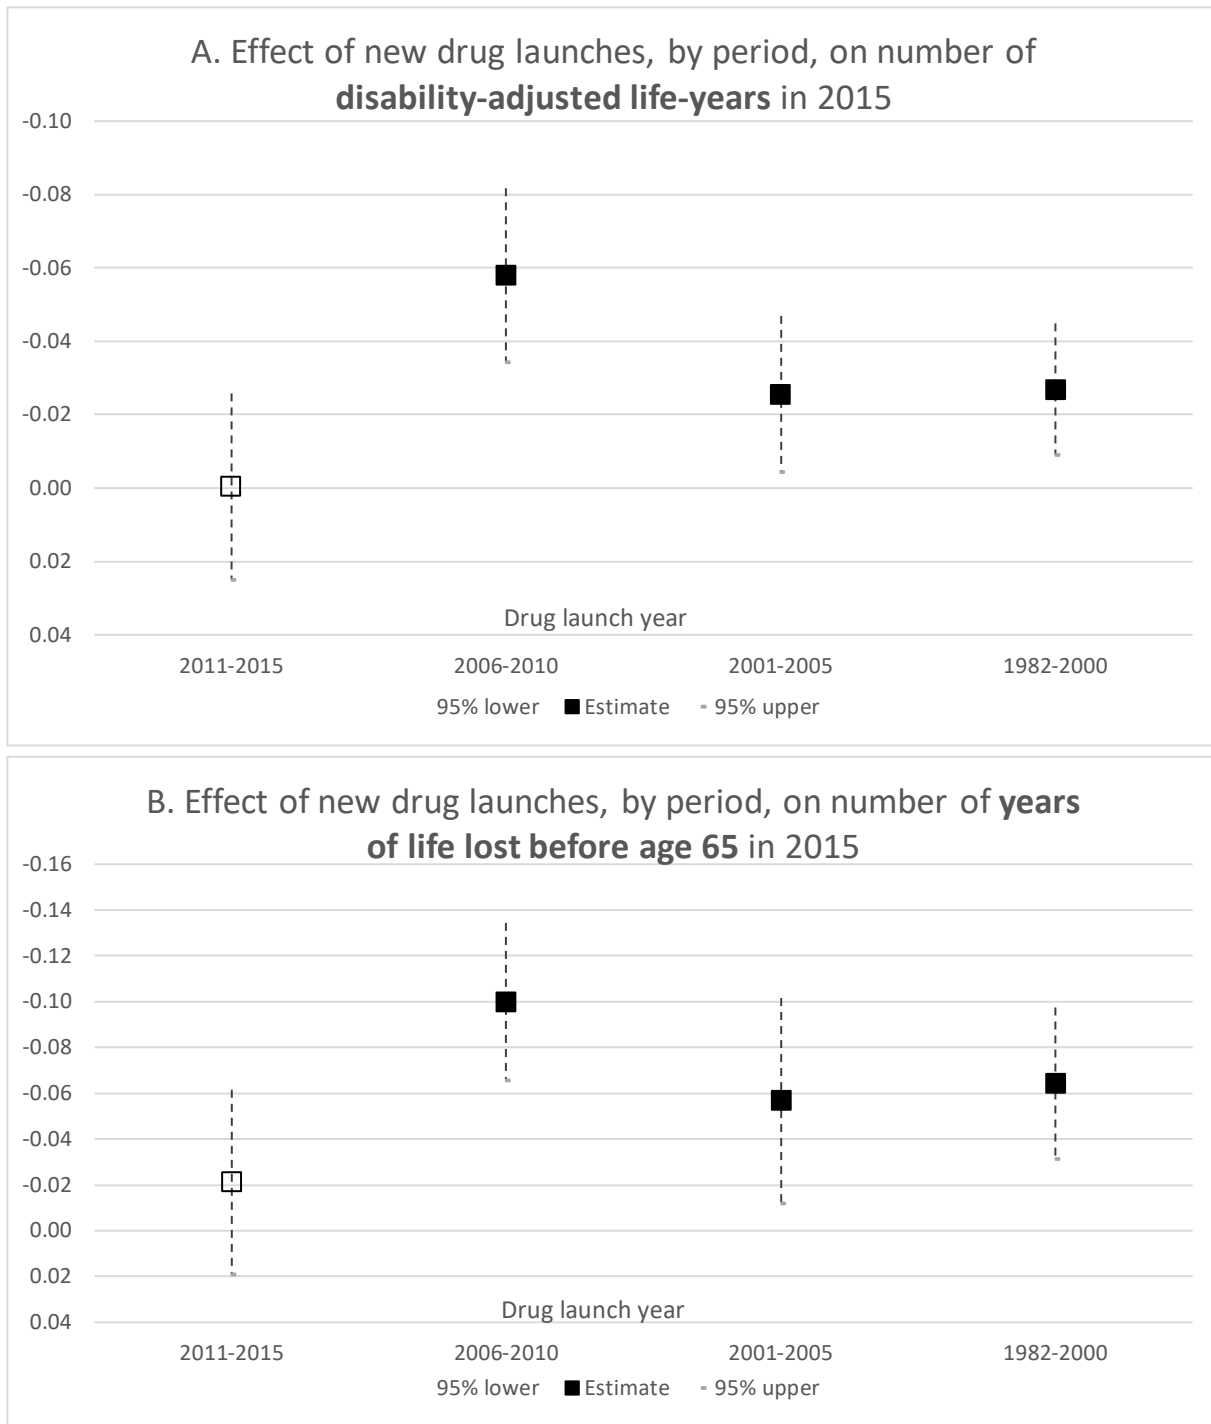 A. Effect of new drug launches, by period, on number of
disability-adjusted life-years in 2015
-0.10
-0.08
-0.06
-0.04
-0.02
0.00
0.02
0.04
Drug launch year
2011-2015 2006-2010 2001-2005 1982-2000
95% lower Estimate 95% upper
B. Effect of new drug launches, by period, on number of years
of life lost before age 65 in 2015
-0.16
-0.14
-0.12
-0.10
-0.08
-0.06
-0.04
-0.02
0.00
0.02
0.04
Drug launch year
2011-2015 2006-2010 2001-2005 1982-2000
95% lower Estimate 95% upper